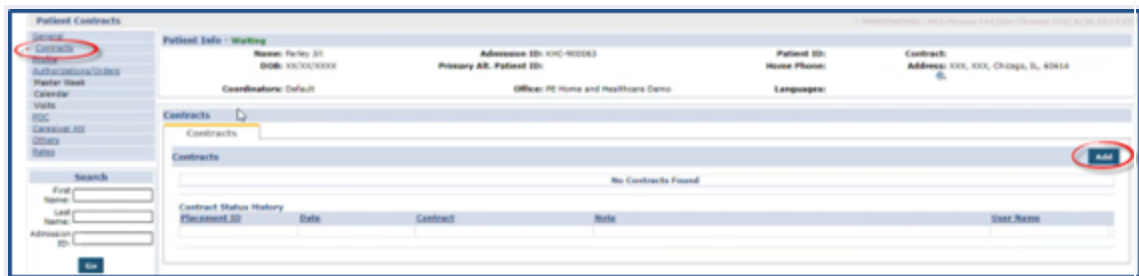 Patient Contracts
General
Contracts
Profile
Authorizations/Orders
Master Week
Calendar
Visits
POC
Caregiver Hx
Others
Rates
Search
First Name:
Last Name:
Admission ID:
Go
Patient Info - Waiting
Name: Farley Jill Admission ID: KHC-900063 Patient ID: Contract:
DOB: XX/XX/XXXX Primary Alt. Patient ID: Home Phone: Address: XXX, XXX, Chicago, IL, 60614
Coordinators: Default Office: PE Home and Healthcare Demo Languages:
Contracts
Contracts
Contracts Add
No Contracts Found
Contract Status History
Placement ID Date Contract Note User Name